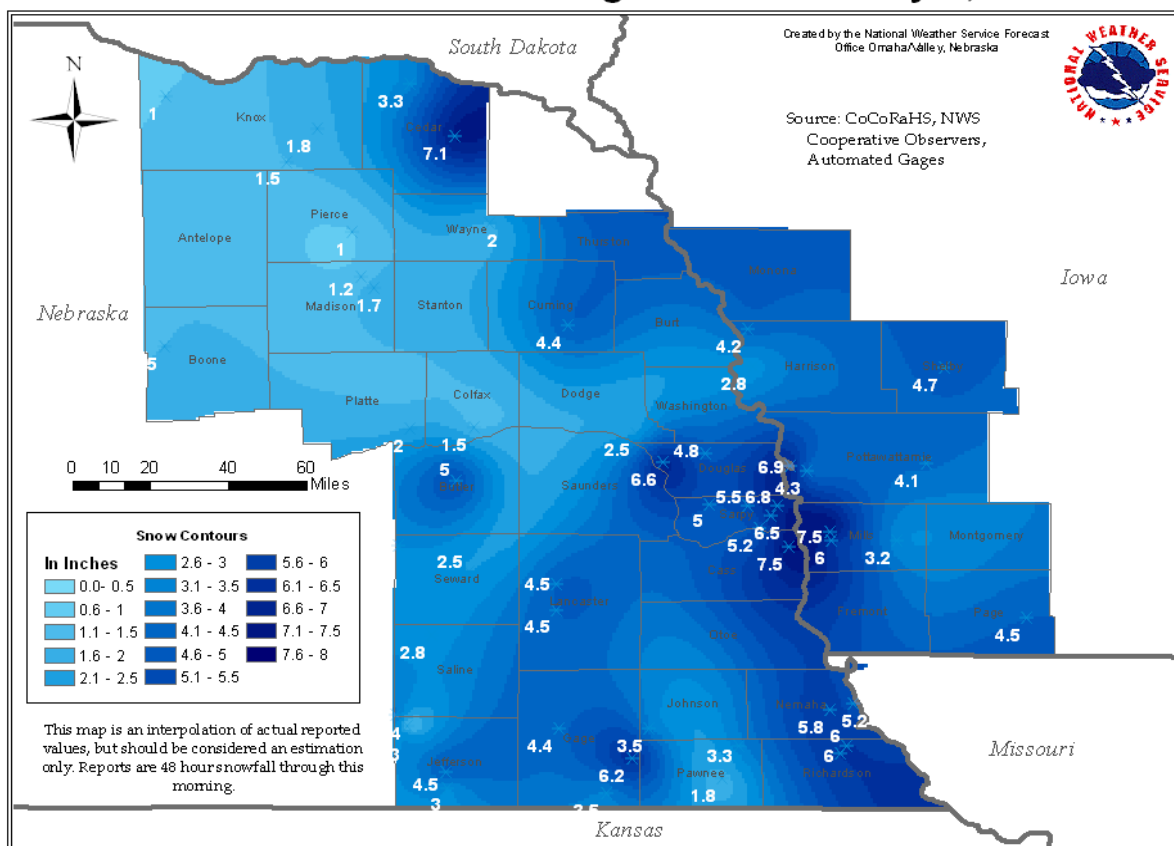 South Dakota
Created by the National Weather Service Forecast
Office Omaha/Valley, Nebraska
NATIONAL WEATHER SERVICE
N
Source: CoCoRaHS, NWS
Cooperative Observers,
Automated Gages
3.3
1
Knox
Cedar
1.8
7.1
1.5
Pierce
Antelope
Wayne
2
Thurston
1
Monona
Iowa
1.2
Madison
1.7
Stanton
Cuming
Nebraska
Burt
4.4
4.2
Boone
5
Harrison
Shelby
4.7
2.8
Platte
Colfax
Dodge
Washington
2
1.5
2.5
4.8
Douglas
6.9
Pottawattamie
0 10 20 40 60
Miles
5
Butler
Saunders
6.6
4.3
4.1
5.5
6.8
5
Sarpy
6.5
7.5
Mills
Montgomery
5.2
6
3.2
Cass
7.5
Snow Contours
In Inches
0.0- 0.5
0.6 - 1
1.1 - 1.5
1.6 - 2
2.1 - 2.5
2.6 - 3
3.1 - 3.5
3.6 - 4
4.1 - 4.5
4.6 - 5
5.1 - 5.5
5.6 - 6
6.1 - 6.5
6.6 - 7
7.1 - 7.5
7.6 - 8
2.5
Seward
4.5
Lancaster
4.5
Fremont
Page
4.5
Otoe
2.8
Saline
Johnson
Nemaha
5.8
5.2
6
This map is an interpolation of actual reported
values, but should be considered an estimation
only. Reports are 48 hour snowfall through this
morning.
4
3
4.4
Gage
3.5
3.3
6
Missouri
Jefferson
6.2
Pawnee
Richardson
4.5
1.8
3
Kansas